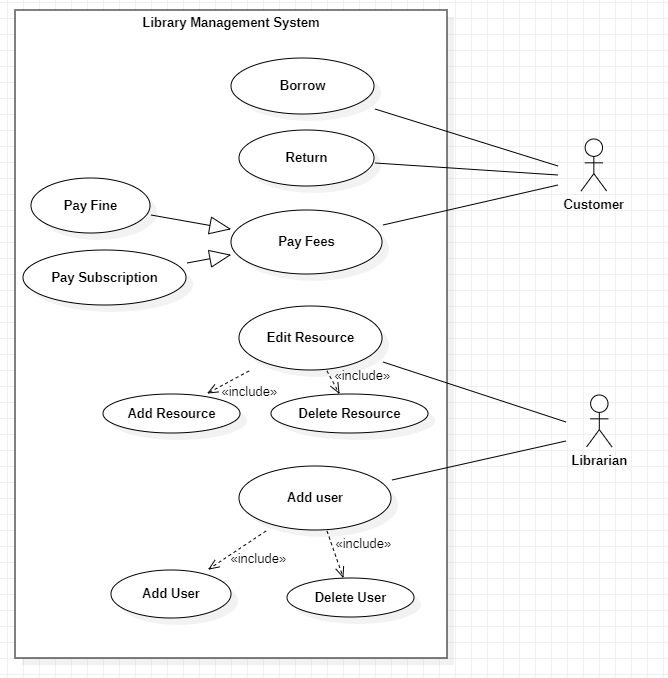 Library Management System
Borrow
Return
Customer
Pay Fine
Pay Fees
Pay Subscription
Edit Resource
«include»
«include»
Add Resource
Delete Resource
Librarian
Add user
«include»
«include»
Add User
Delete User